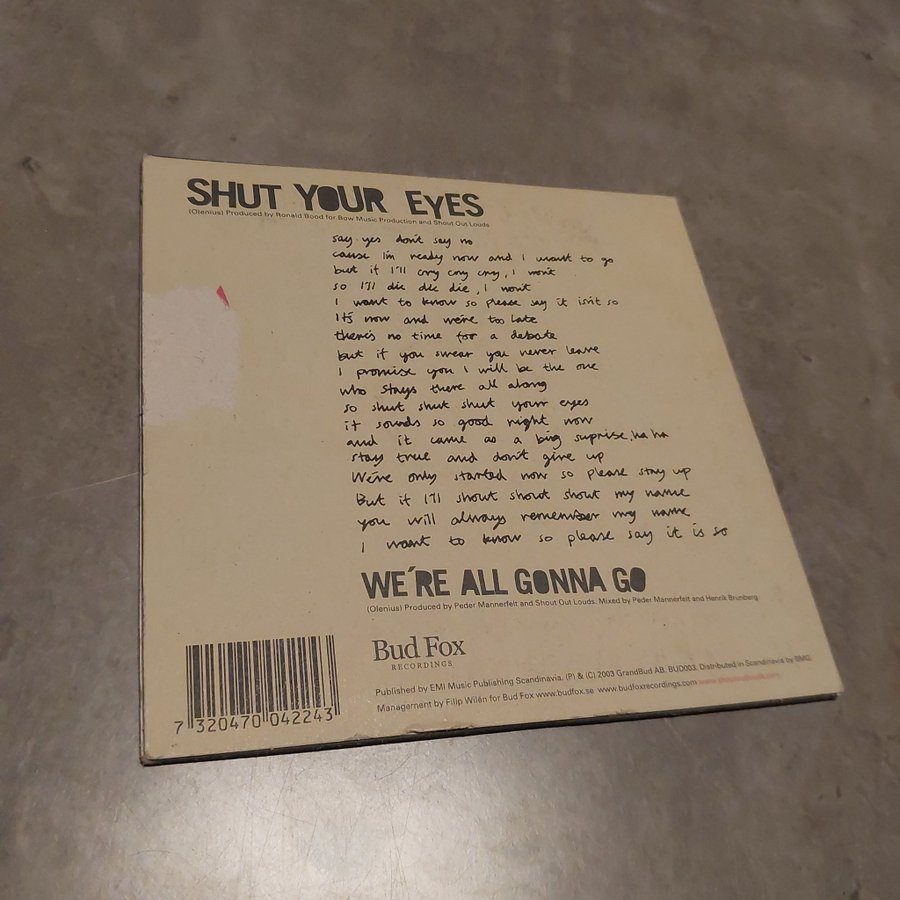 SHUT YOUR EYES
(Olenius) Produced by Ronald Bood for Bow Music Production and Shout Out Louds
say yes don't say no
cause I'm ready now and I want to go
but if I'll cry cry cry, I won't
so I'll die die die, I won't
I want to know so please say it isn't so
It's now and we're too late
there's no time for a debate
but if you swear you never leave
I promise you I will be the one
who stays there all along
so shut shut shut your eyes
it sounds so good right now
and it came as a big suprise, ha ha
stay true and don't give up
We're only started now so please stay up
But if I'll shout shout shout my name
you will always remember my name
I want to know so please say it is so
WE´RE ALL GONNA GO
(Olenius) Produced by Peder Mannerfelt and Shout Out Louds. Mixed by Peder Mannerfelt and Henrik Brunberg.
Bud Fox
RECORDINGS
Published by EMI Music Publishing Scandinavia. (P) & (C) 2003 GrandBud AB. BUD003. Distributed in Scandinavia by BMG.
Management by Filip Wilén for Bud Fox www.budfox.se www.budfoxrecordings.com
7 320470 042243